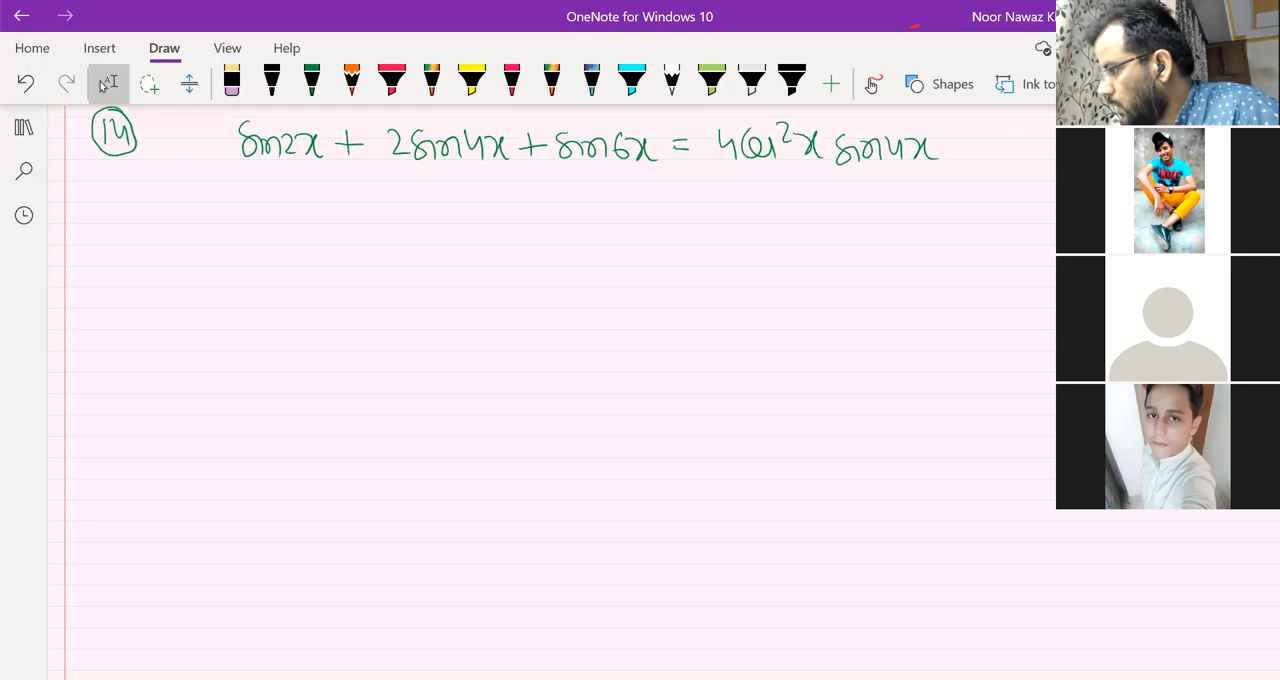 OneNote for Windows 10
Noor Nawaz K
Home Insert Draw View Help
Shapes Ink to
14 sin2x + 2sin4x + sin6x = 4cos²x sin4x